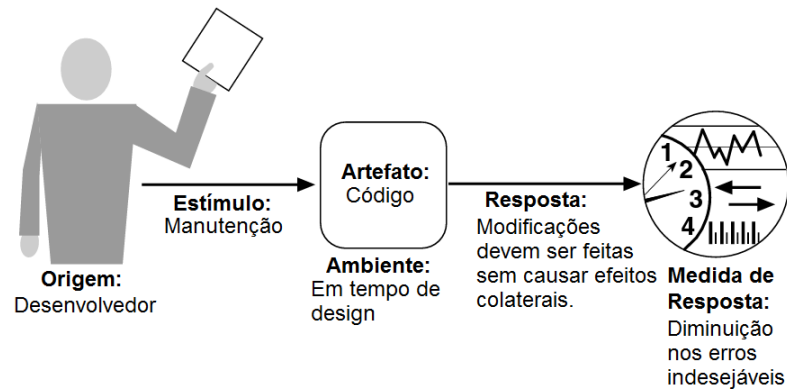 Origem:
Desenvolvedor
Estímulo:
Manutenção
Artefato:
Código
Ambiente:
Em tempo de
design
Resposta:
Modificações
devem ser feitas
sem causar efeitos
colaterais.
1
2
3
4
Medida de
Resposta:
Diminuição
nos erros
indesejáveis